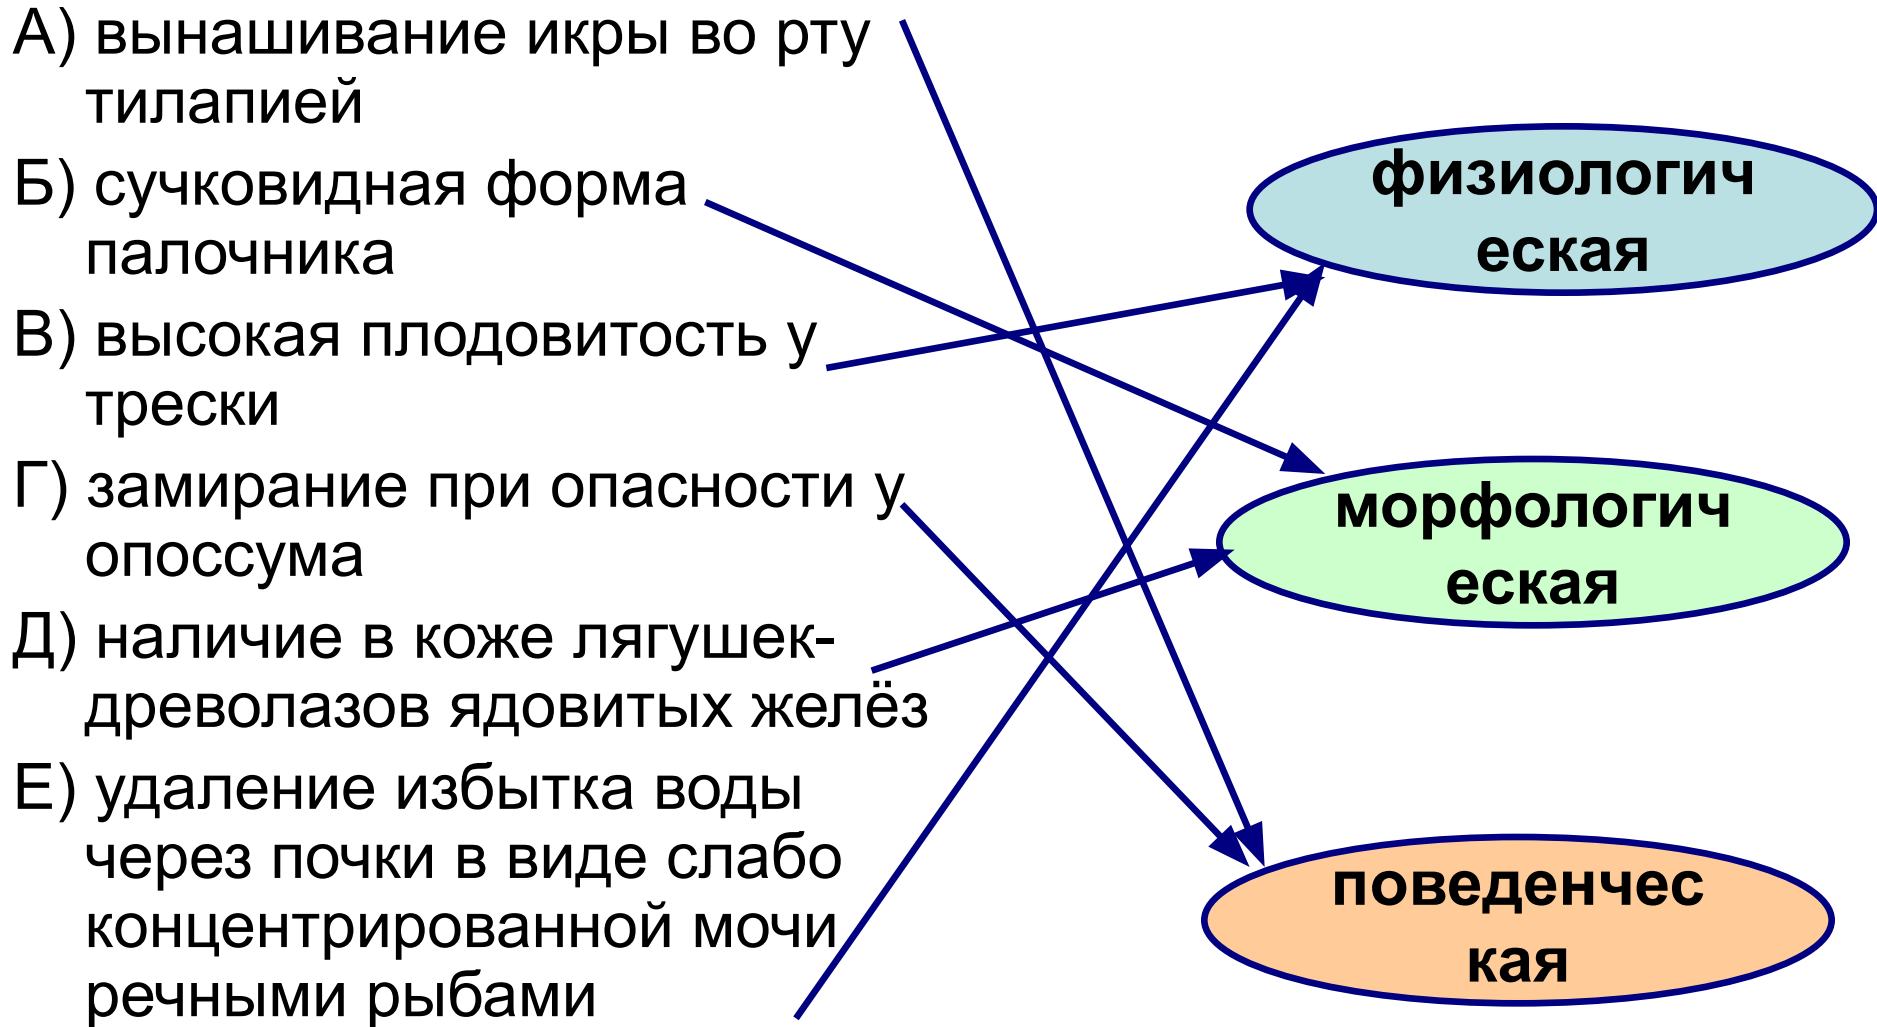 А) вынашивание икры во рту
тилапией
Б) сучковидная форма
палочника
В) высокая плодовитость у
трески
Г) замирание при опасности у
опоссума
Д) наличие в коже лягушек-
древолазов ядовитых желёз
Е) удаление избытка воды
через почки в виде слабо
концентрированной мочи
речными рыбами
физиологич
еская
морфологич
еская
поведенчес
кая